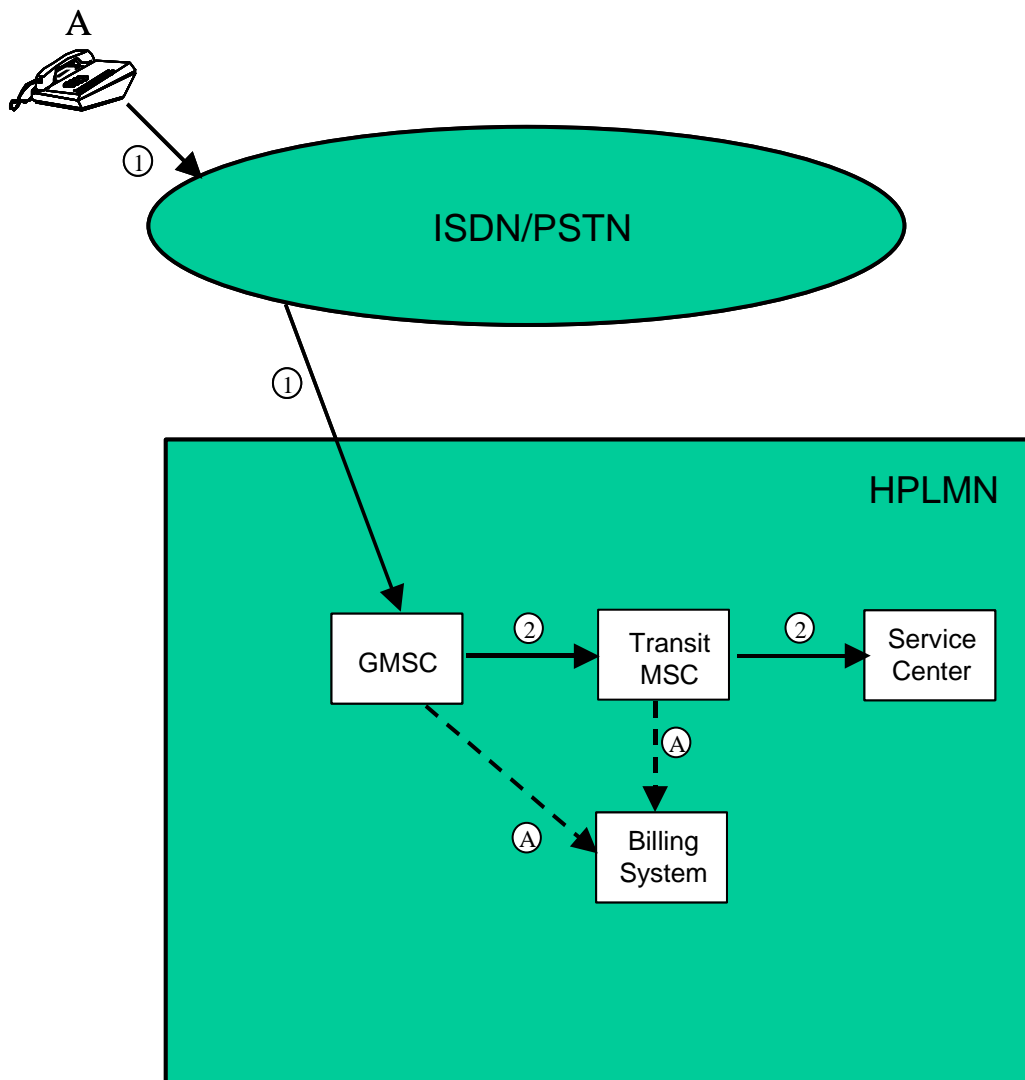 A
1
ISDN/PSTN
1
HPLMN
GMSC
2
Transit
MSC
2
Service
Center
A
A
Billing
System